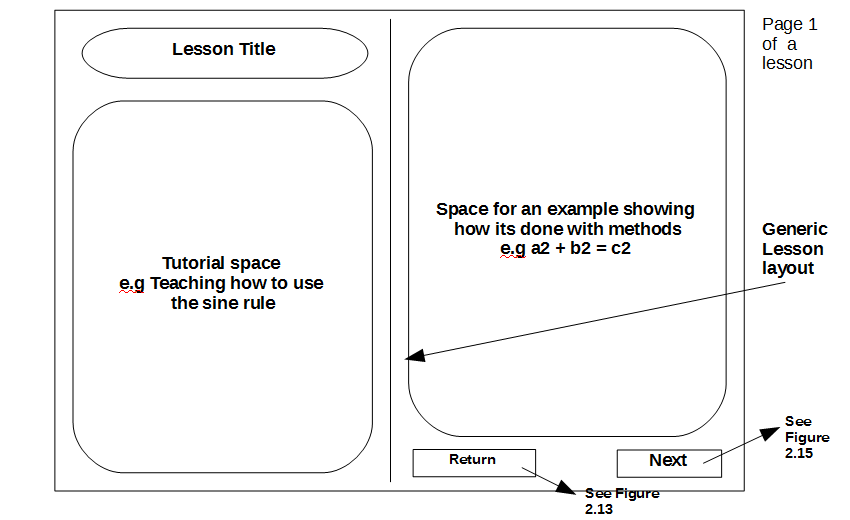 Lesson Title
Tutorial space
e.g Teaching how to use
the sine rule
Space for an example showing
how its done with methods
e.g a2 + b2 = c2
Return
Next
Page 1
of a
lesson
Generic
Lesson
layout
See
Figure
2.15
See Figure
2.13